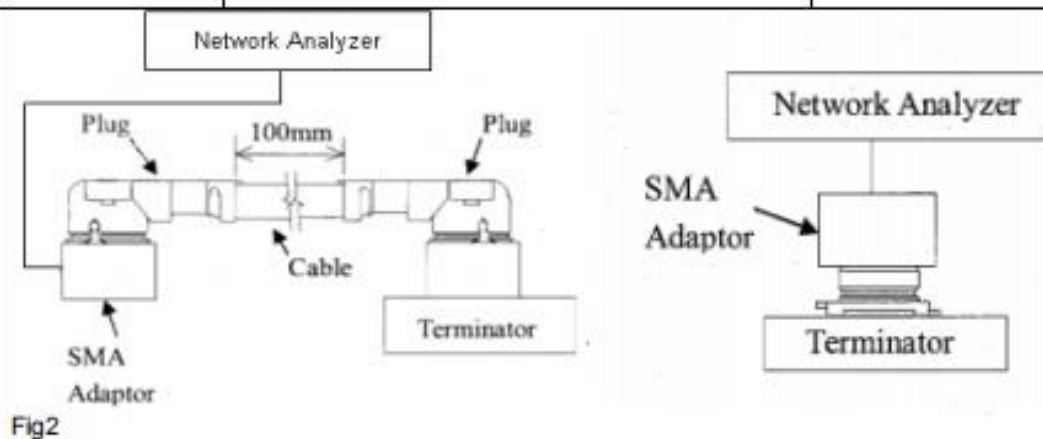 Network Analyzer
Plug
100mm
Plug
Cable
Terminator
SMA
Adaptor
Network Analyzer
SMA
Adaptor
Terminator
Fig2